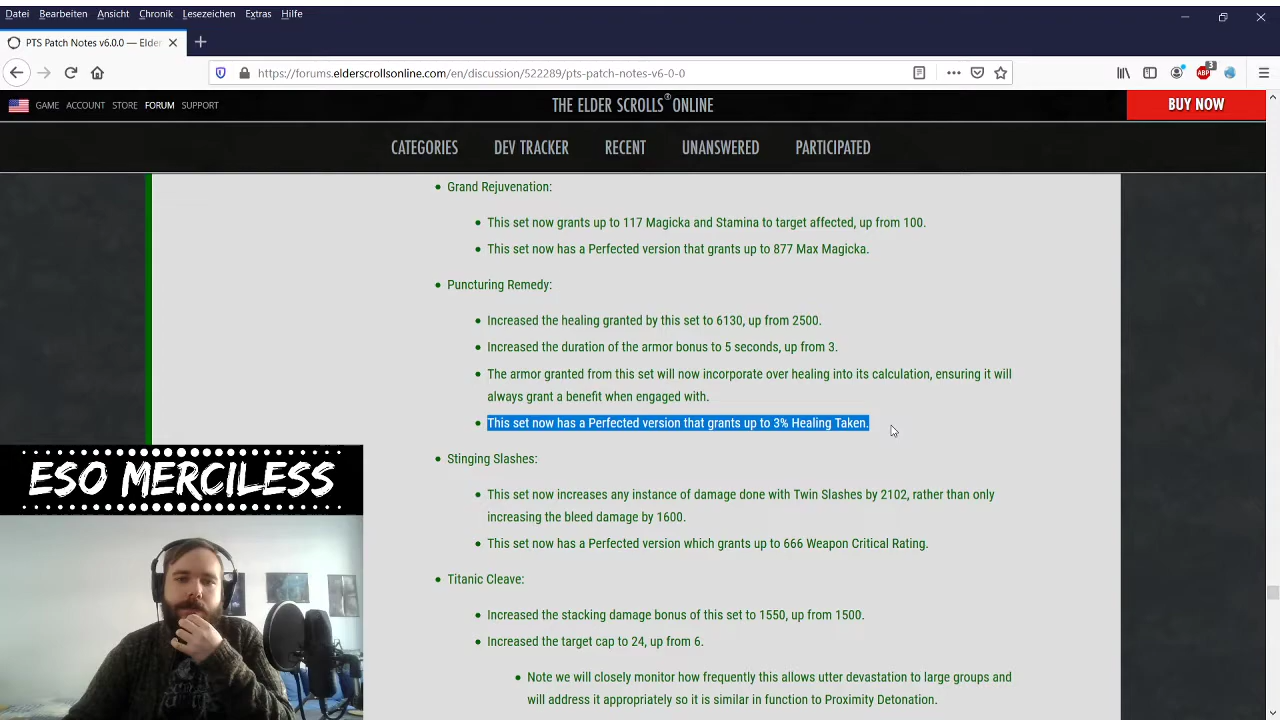 Datei Bearbeiten Ansicht Chronik Lesezeichen Extras Hilfe
PTS Patch Notes v6.0.0 — Elder
https://forums.elderscrollsonline.com/en/discussion/522289/pts-patch-notes-v6-0-0
ABP 3
GAME ACCOUNT STORE FORUM SUPPORT
THE ELDER SCROLLS® ONLINE
BUY NOW
CATEGORIES DEV TRACKER RECENT UNANSWERED PARTICIPATED
• Grand Rejuvenation:
• This set now grants up to 117 Magicka and Stamina to target affected, up from 100.
• This set now has a Perfected version that grants up to 877 Max Magicka.
• Puncturing Remedy:
• Increased the healing granted by this set to 6130, up from 2500.
• Increased the duration of the armor bonus to 5 seconds, up from 3.
• The armor granted from this set will now incorporate over healing into its calculation, ensuring it will
always grant a benefit when engaged with.
• This set now has a Perfected version that grants up to 3% Healing Taken.
• Stinging Slashes:
• This set now increases any instance of damage done with Twin Slashes by 2102, rather than only
increasing the bleed damage by 1600.
• This set now has a Perfected version which grants up to 666 Weapon Critical Rating.
• Titanic Cleave:
• Increased the stacking damage bonus of this set to 1550, up from 1500.
• Increased the target cap to 24, up from 6.
• Note we will closely monitor how frequently this allows utter devastation to large groups and
will address it appropriately so it is similar in function to Proximity Detonation.
ESO MERCILESS